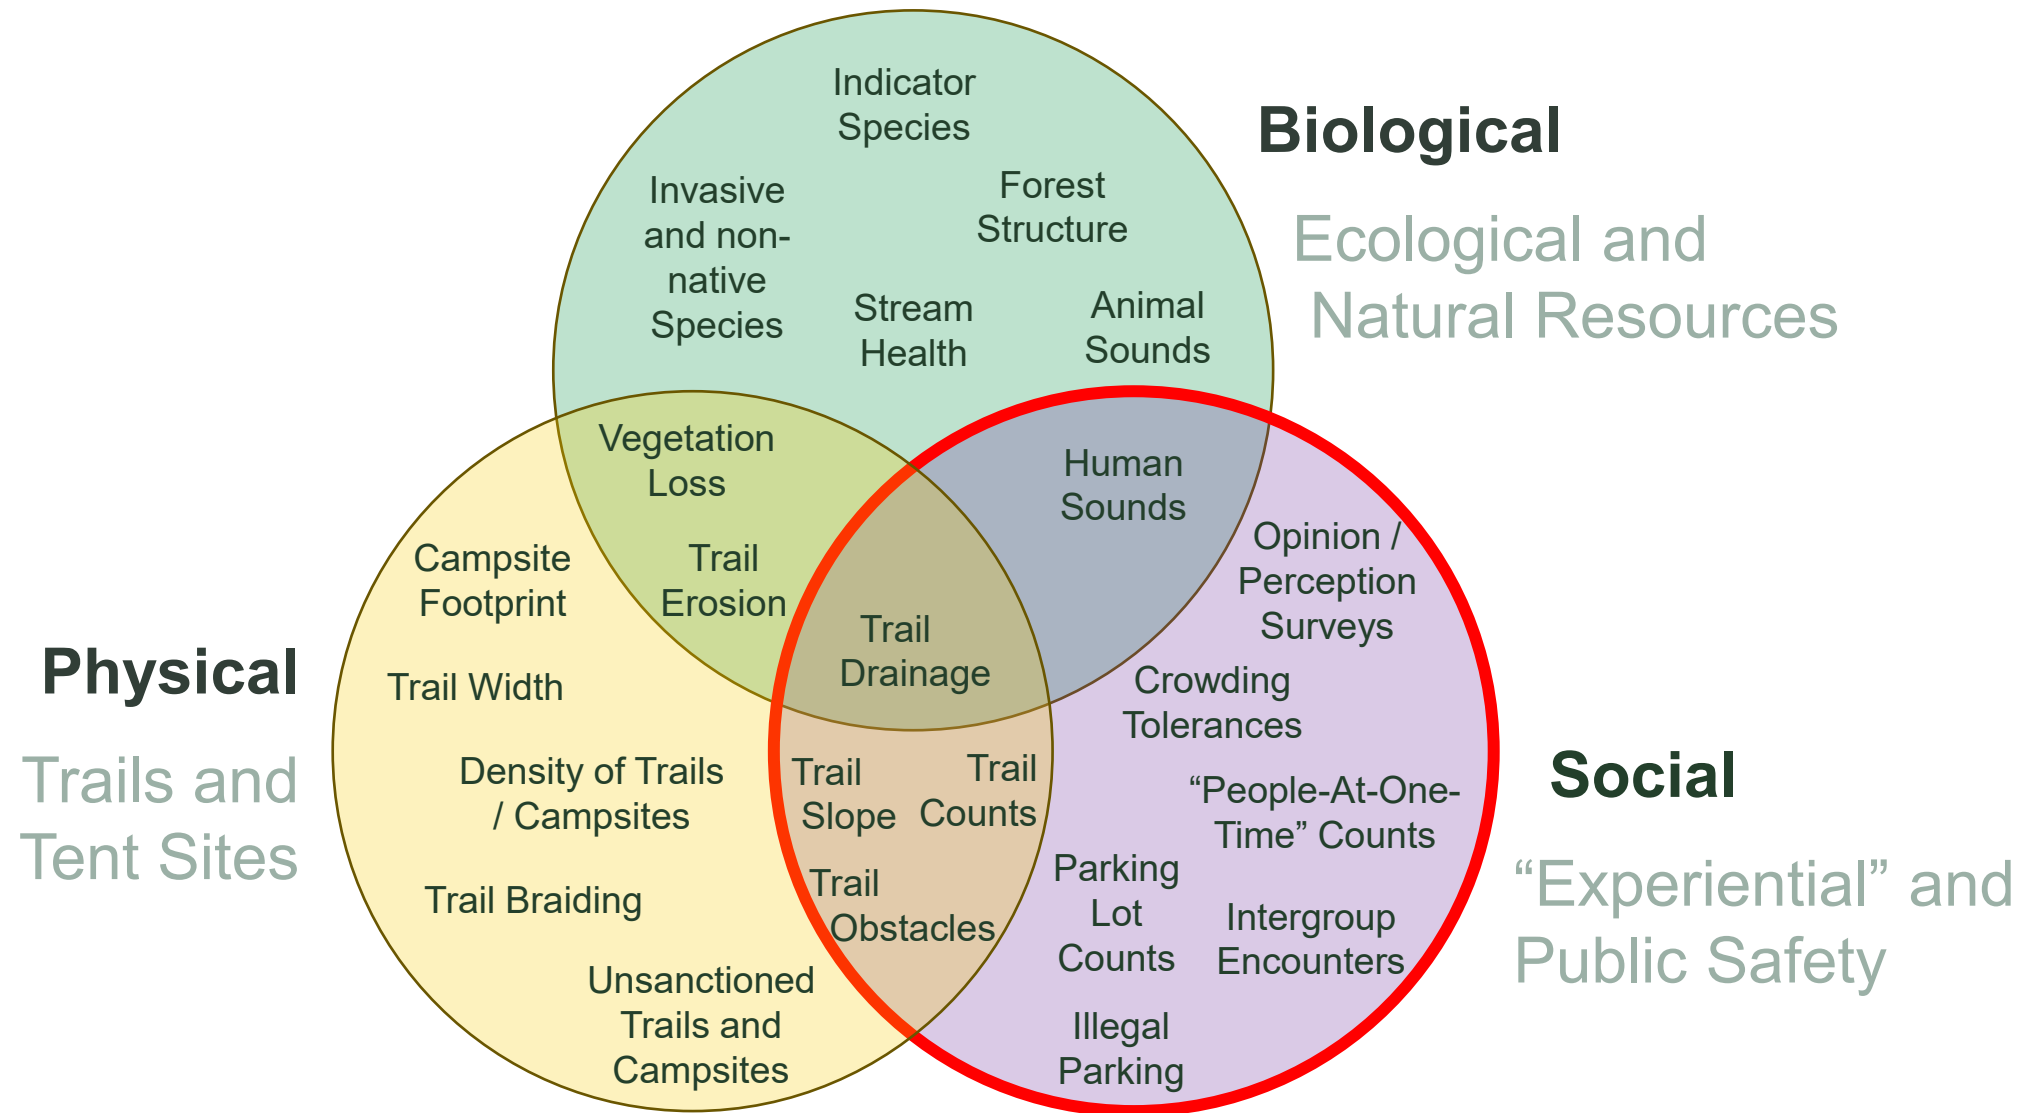 Indicator
Species
Biological
Invasive
and non-
native
Species
Forest
Structure
Ecological and
Natural Resources
Stream
Health
Animal
Sounds
Vegetation
Loss
Human
Sounds
Campsite
Footprint
Trail
Erosion
Opinion /
Perception
Surveys
Trail
Drainage
Physical
Trail Width
Crowding
Tolerances
Trails and
Tent Sites
Density of Trails
/ Campsites
Trail
Slope
Trail
Counts
“People-At-One-
Time” Counts
Social
Trail Braiding
Trail
Obstacles
Parking
Lot
Counts
Intergroup
Encounters
“Experiential” and
Public Safety
Unsanctioned
Trails and
Campsites
Illegal
Parking